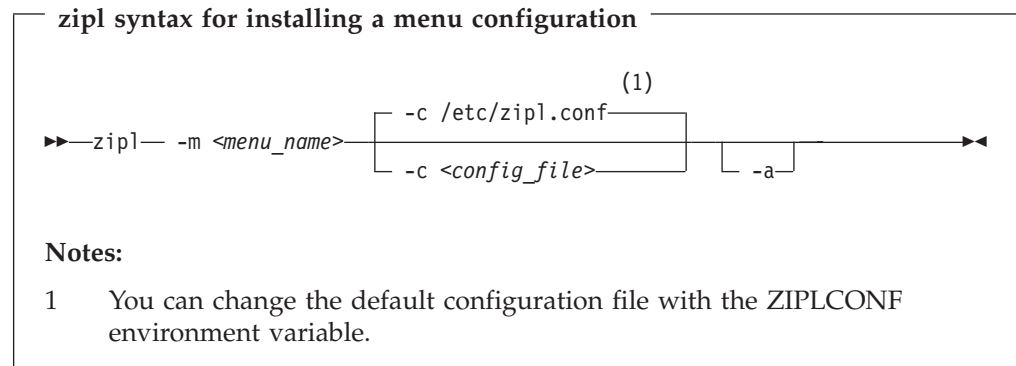 zipl syntax for installing a menu configuration
(1)
-c /etc/zipl.conf
zipl -m <menu_name>
-c <config_file> -a
Notes:
1 You can change the default configuration file with the ZIPLCONF
environment variable.